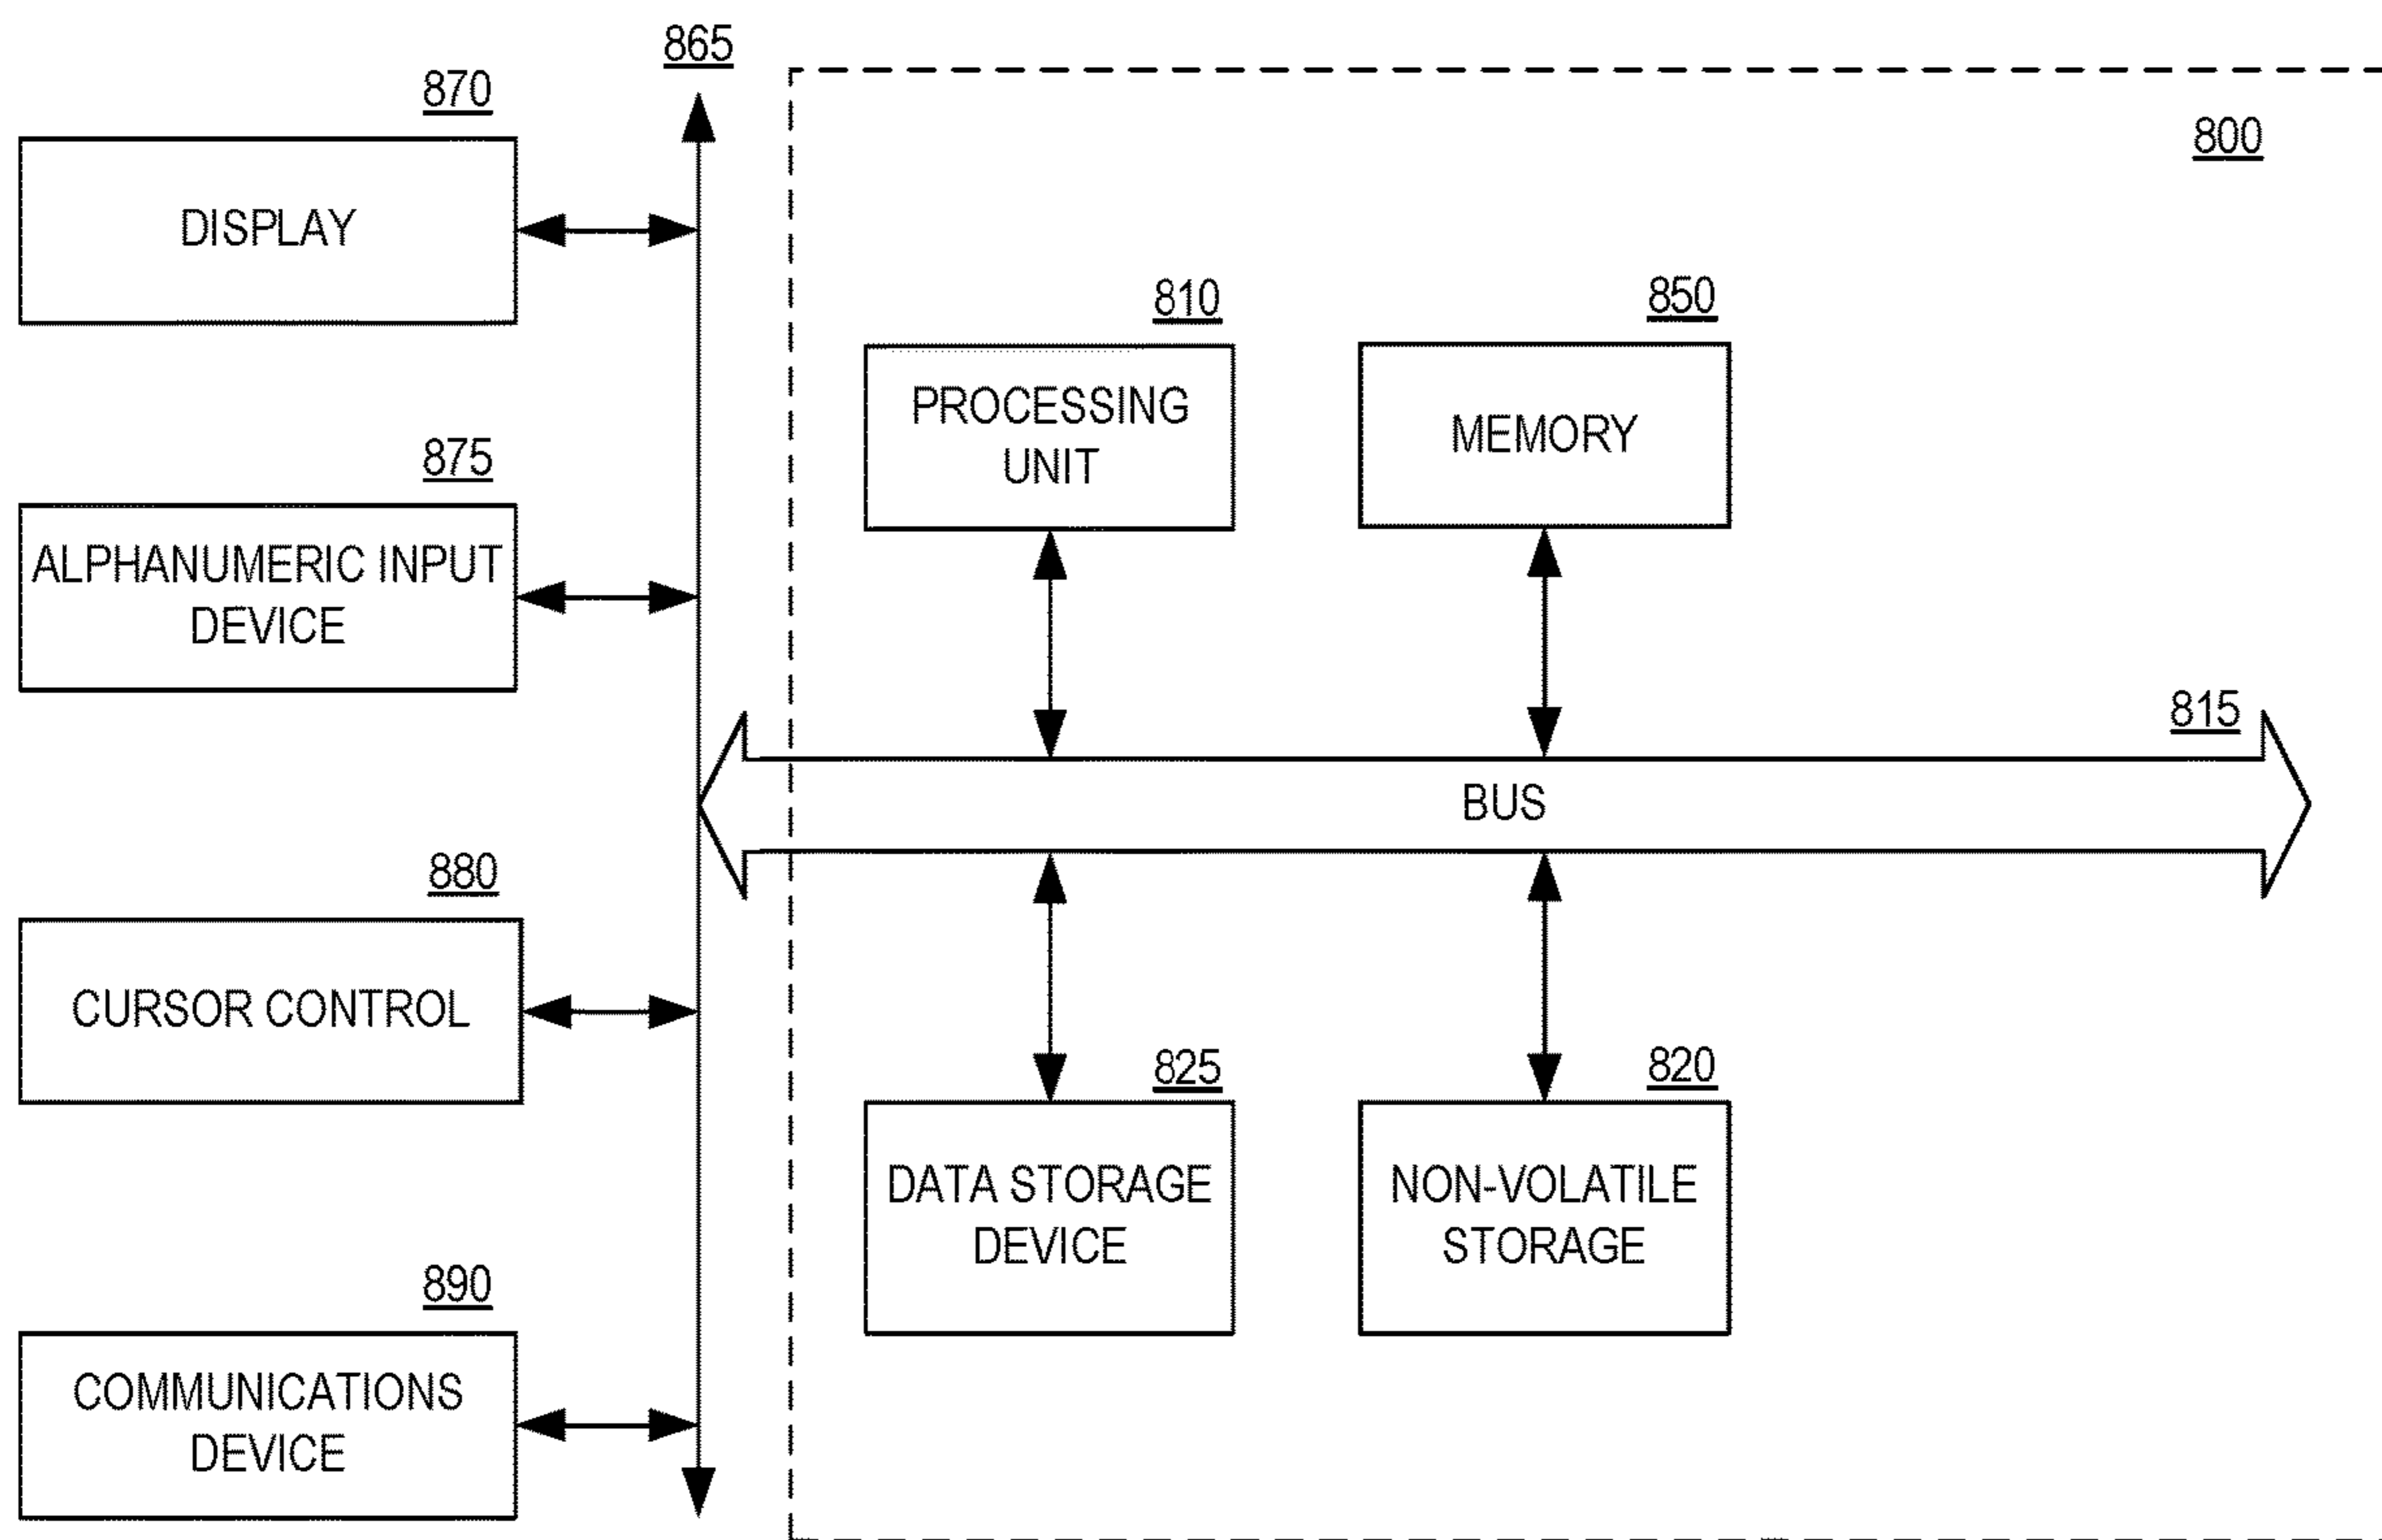 865
870
DISPLAY
875
ALPHANUMERIC INPUT
DEVICE
880
CURSOR CONTROL
890
COMMUNICATIONS
DEVICE
800
810
PROCESSING
UNIT
850
MEMORY
815
BUS
825
DATA STORAGE
DEVICE
820
NON-VOLATILE
STORAGE